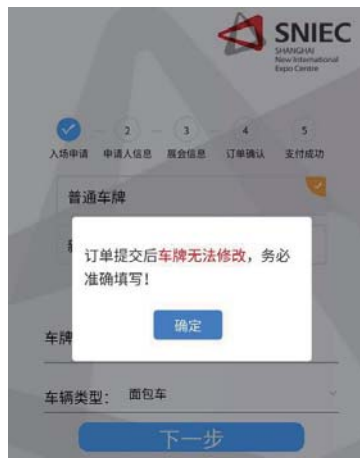 SNIEC
SHANGHAI
New International
Expo Centre
2
3
4
5
入场申请
申请人信息
展会信息
订单确认
支付成功
普通车牌
订单提交后车牌无法修改，务必
准确填写！
确定
车牌
车辆类型：
面包车
下一步